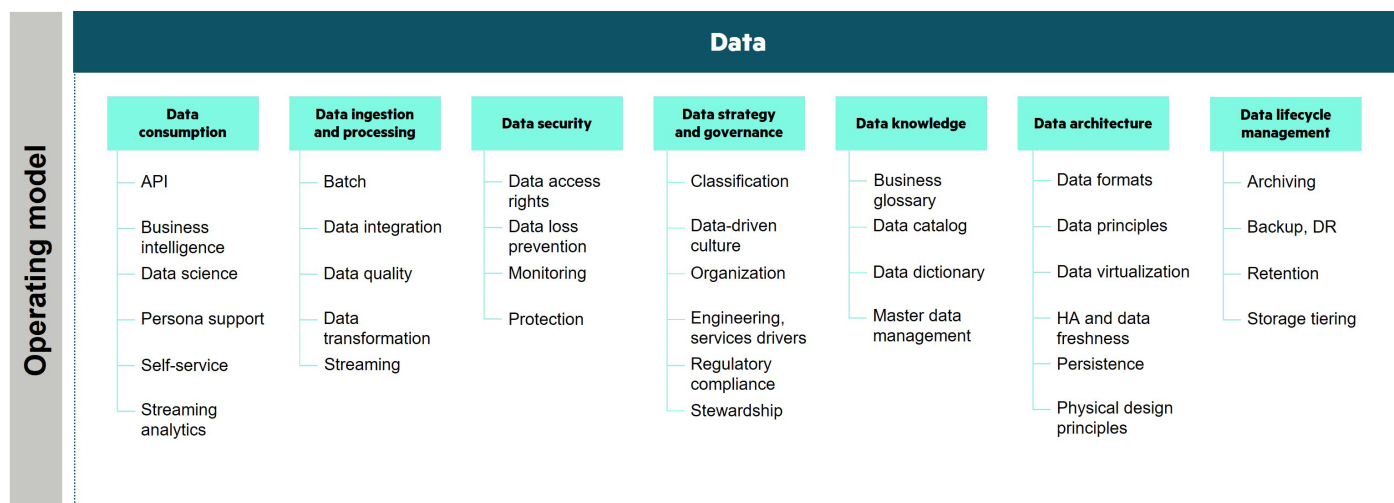 Operating model
Data
Data
consumption
API
Business
intelligence
Data science
Persona support
Self-service
Streaming
analytics
Data ingestion
and processing
Batch
Data integration
Data quality
Data
transformation
Streaming
Data security
Data access
rights
Data loss
prevention
Monitoring
Protection
Data strategy
and governance
Classification
Data-driven
culture
Organization
Engineering,
services drivers
Regulatory
compliance
Stewardship
Data knowledge
Business
glossary
Data catalog
Data dictionary
Master data
management
Data architecture
Data formats
Data principles
Data virtualization
HA and data
freshness
Persistence
Physical design
principles
Data lifecycle
management
Archiving
Backup, DR
Retention
Storage tiering